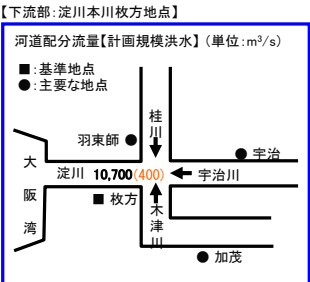 【下流部：淀川本川枚方地点】
河道配分流量【計画規模洪水】（単位：m³/s）
■：基準地点
●：主要な地点
桂川
羽束師 ●
● 宇治
大阪湾
淀川 10,700(400)
宇治川
■ 枚方
木津川
● 加茂